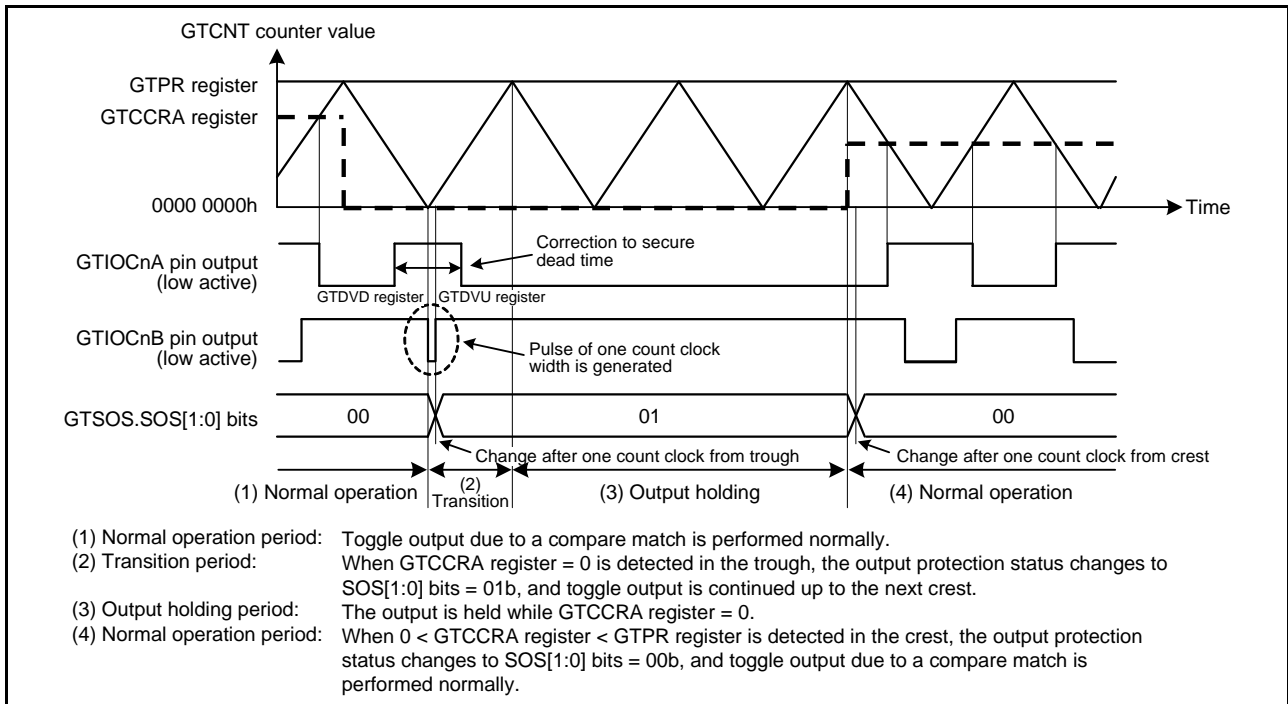 GTCNT counter value
GTPR register
GTCCRA register
0000 0000h
Time
GTIOCnA pin output
(low active)
Correction to secure
dead time
GTDVD register
GTDVU register
GTIOCnB pin output
(low active)
Pulse of one count clock
width is generated
GTSOS.SOS[1:0] bits
00
01
00
Change after one count clock from trough
Change after one count clock from crest
(1) Normal operation
(2)
Transition
(3) Output holding
(4) Normal operation
(1) Normal operation period: Toggle output due to a compare match is performed normally.
(2) Transition period: When GTCCRA register = 0 is detected in the trough, the output protection status changes to
SOS[1:0] bits = 01b, and toggle output is continued up to the next crest.
(3) Output holding period: The output is held while GTCCRA register = 0.
(4) Normal operation period: When 0 < GTCCRA register < GTPR register is detected in the crest, the output protection
status changes to SOS[1:0] bits = 00b, and toggle output due to a compare match is
performed normally.